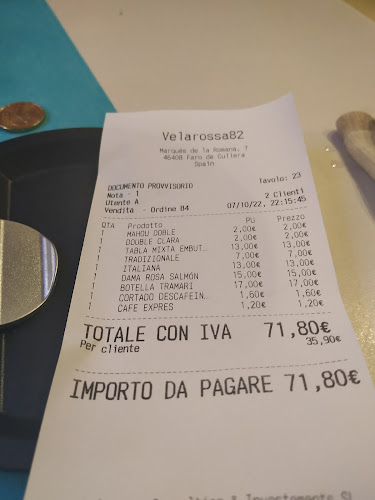 Velarossa82
Marqués de la Romana, 7
46400 Faro de Cullera
Spain
DOCUMENTO PROVVISORIO
Tavolo: 23
Nota - 1
2 Clienti
Utente A
Vendita - Ordine 84 07/10/22, 22:15:45
QTA Prodotto PU Prezzo
1 MAHOU DOBLE 2,00€ 2,00€
1 DOUBLE CLARA 2,00€ 2,00€
1 TABLA MIXTA EMBUT.. 13,00€ 13,00€
1 TRADIZIONALE 7,00€ 7,00€
1 ITALIANA 13,00€ 13,00€
1 DAMA ROSA SALMÓN 15,00€ 15,00€
1 BOTELLA TRAMARI 17,00€ 17,00€
1 CORTADO DESCAFEIN.. 1,60€ 1,60€
1 CAFE EXPRES 1,20€ 1,20€
TOTALE CON IVA 71,80€
Per cliente 35,90€
IMPORTO DA PAGARE 71,80€